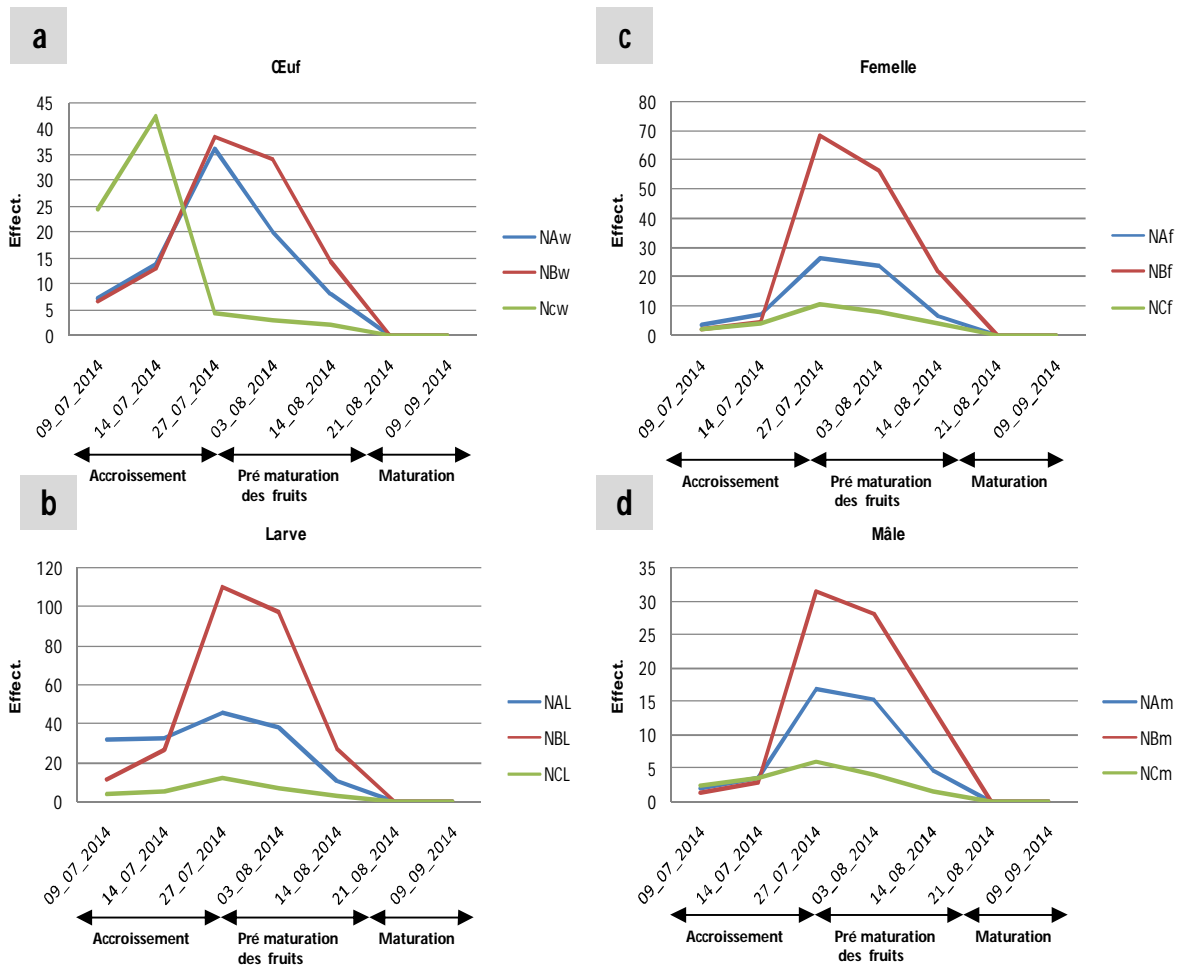 a
Œuf
45
40
35
30
25
20
15
10
5
0
Effect.
NAw
NBw
Ncw
09_07_2014
14_07_2014
27_07_2014
03_08_2014
14_08_2014
21_08_2014
09_09_2014
Accroissement
Pré maturation
des fruits
Maturation
c
Femelle
80
70
60
50
40
30
20
10
0
Effect.
NAf
NBf
NCf
09_07_2014
14_07_2014
27_07_2014
03_08_2014
14_08_2014
21_08_2014
09_09_2014
Accroissement
Pré maturation
des fruits
Maturation
b
Larve
120
100
80
60
40
20
0
Effect.
NAL
NBL
NCL
09_07_2014
14_07_2014
27_07_2014
03_08_2014
14_08_2014
21_08_2014
09_09_2014
Accroissement
Pré maturation
des fruits
Maturation
d
Mâle
35
30
25
20
15
10
5
0
Effect.
NAm
NBm
NCm
09_07_2014
14_07_2014
27_07_2014
03_08_2014
14_08_2014
21_08_2014
09_09_2014
Accroissement
Pré maturation
des fruits
Maturation